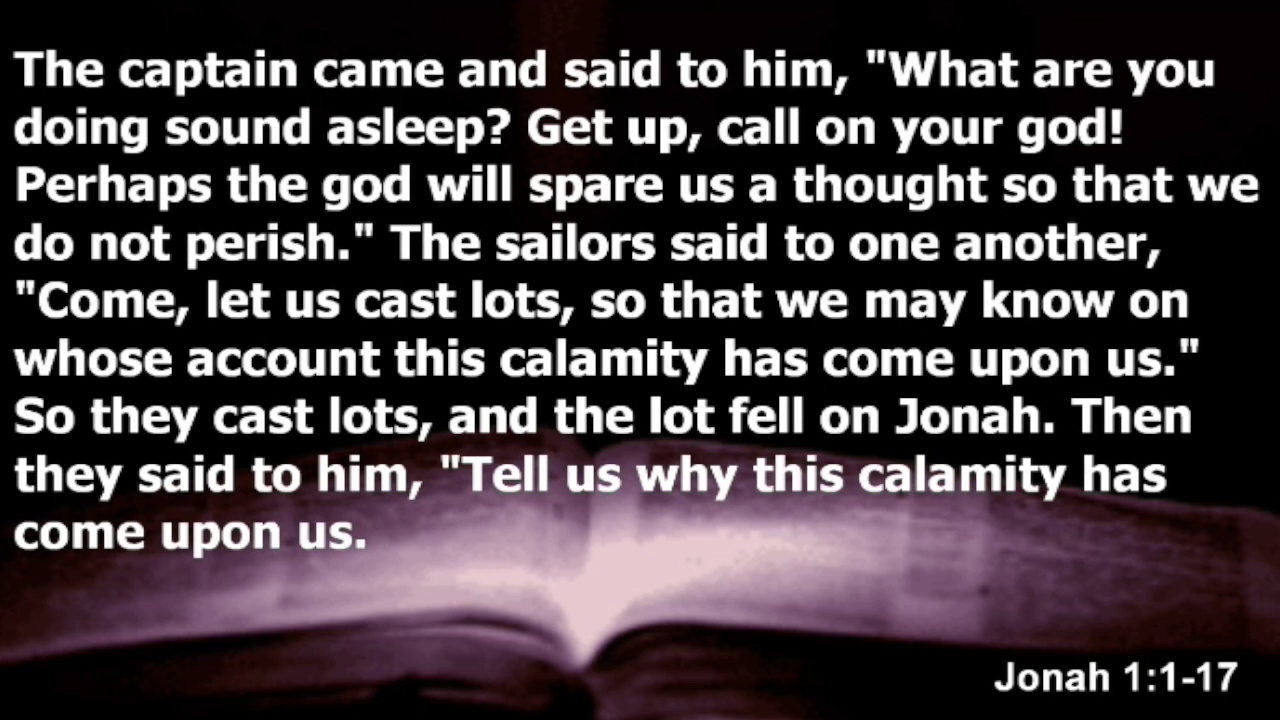 The captain came and said to him, "What are you
doing sound asleep? Get up, call on your god!
Perhaps the god will spare us a thought so that we
do not perish." The sailors said to one another,
"Come, let us cast lots, so that we may know on
whose account this calamity has come upon us."
So they cast lots, and the lot fell on Jonah. Then
they said to him, "Tell us why this calamity has
come upon us.
Jonah 1:1-17